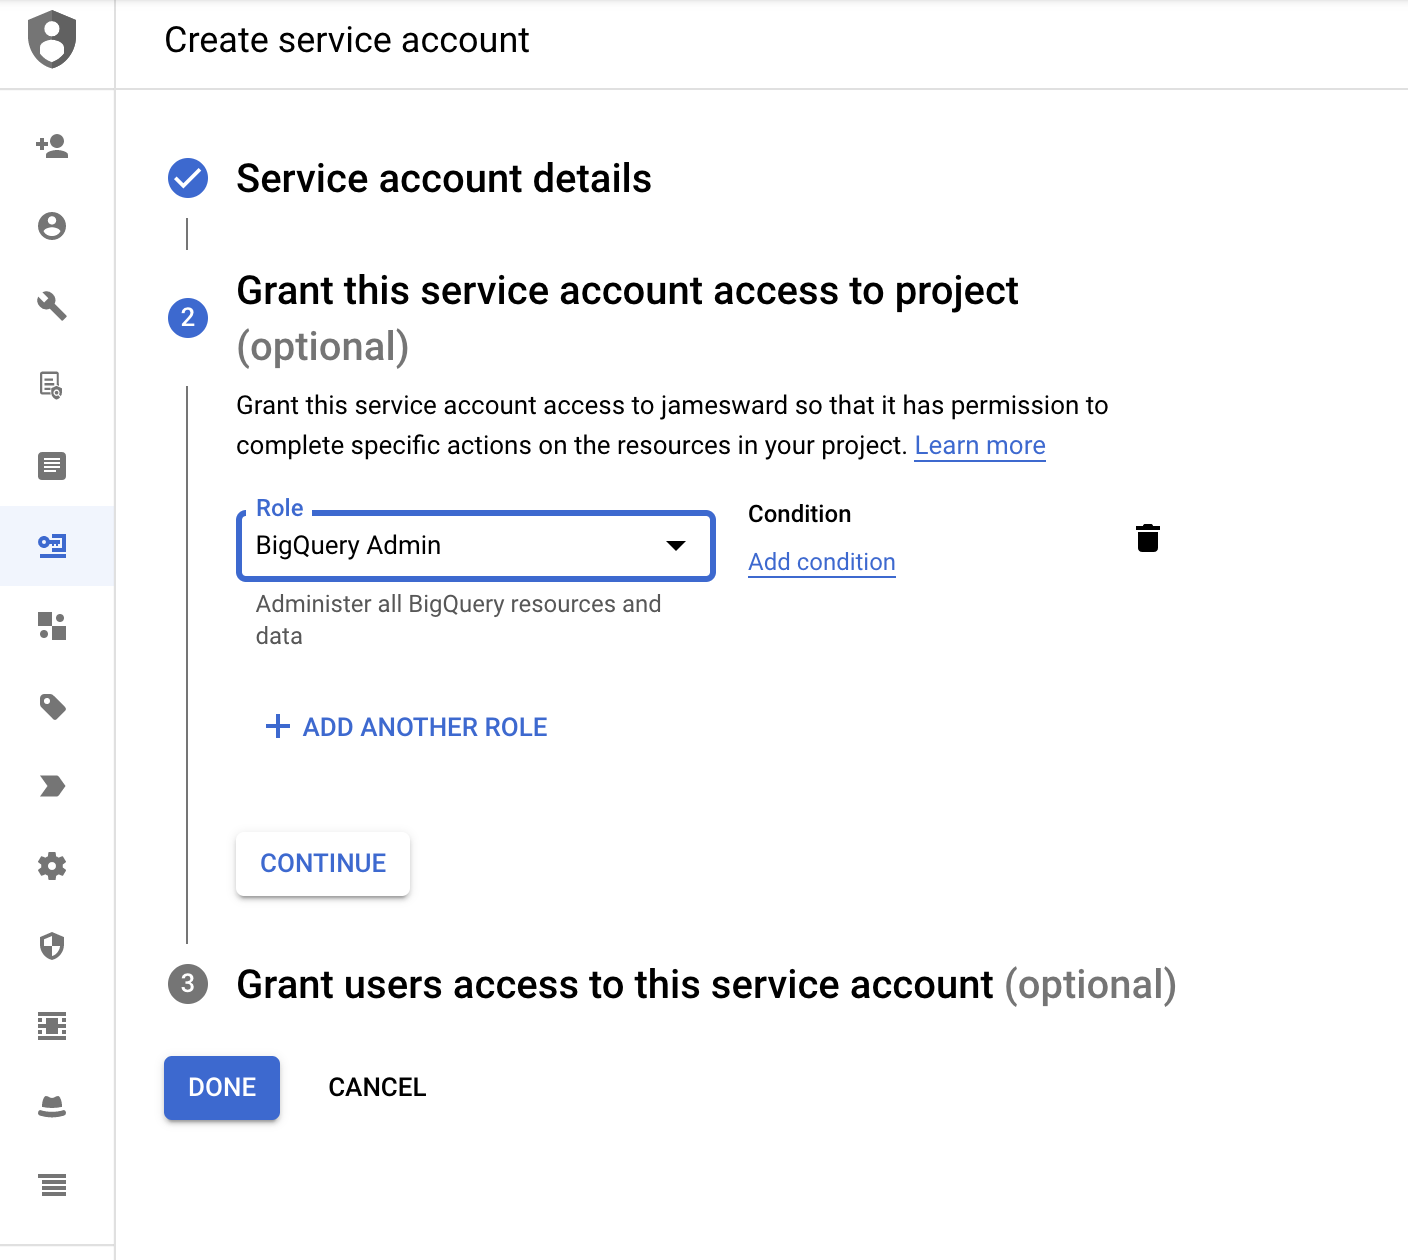 Create service account
Service account details
2
Grant this service account access to project
(optional)
Grant this service account access to jamesward so that it has permission to
complete specific actions on the resources in your project. Learn more
Role
BigQuery Admin
Condition
Add condition
Administer all BigQuery resources and
data
ADD ANOTHER ROLE
CONTINUE
3
Grant users access to this service account (optional)
DONE
CANCEL